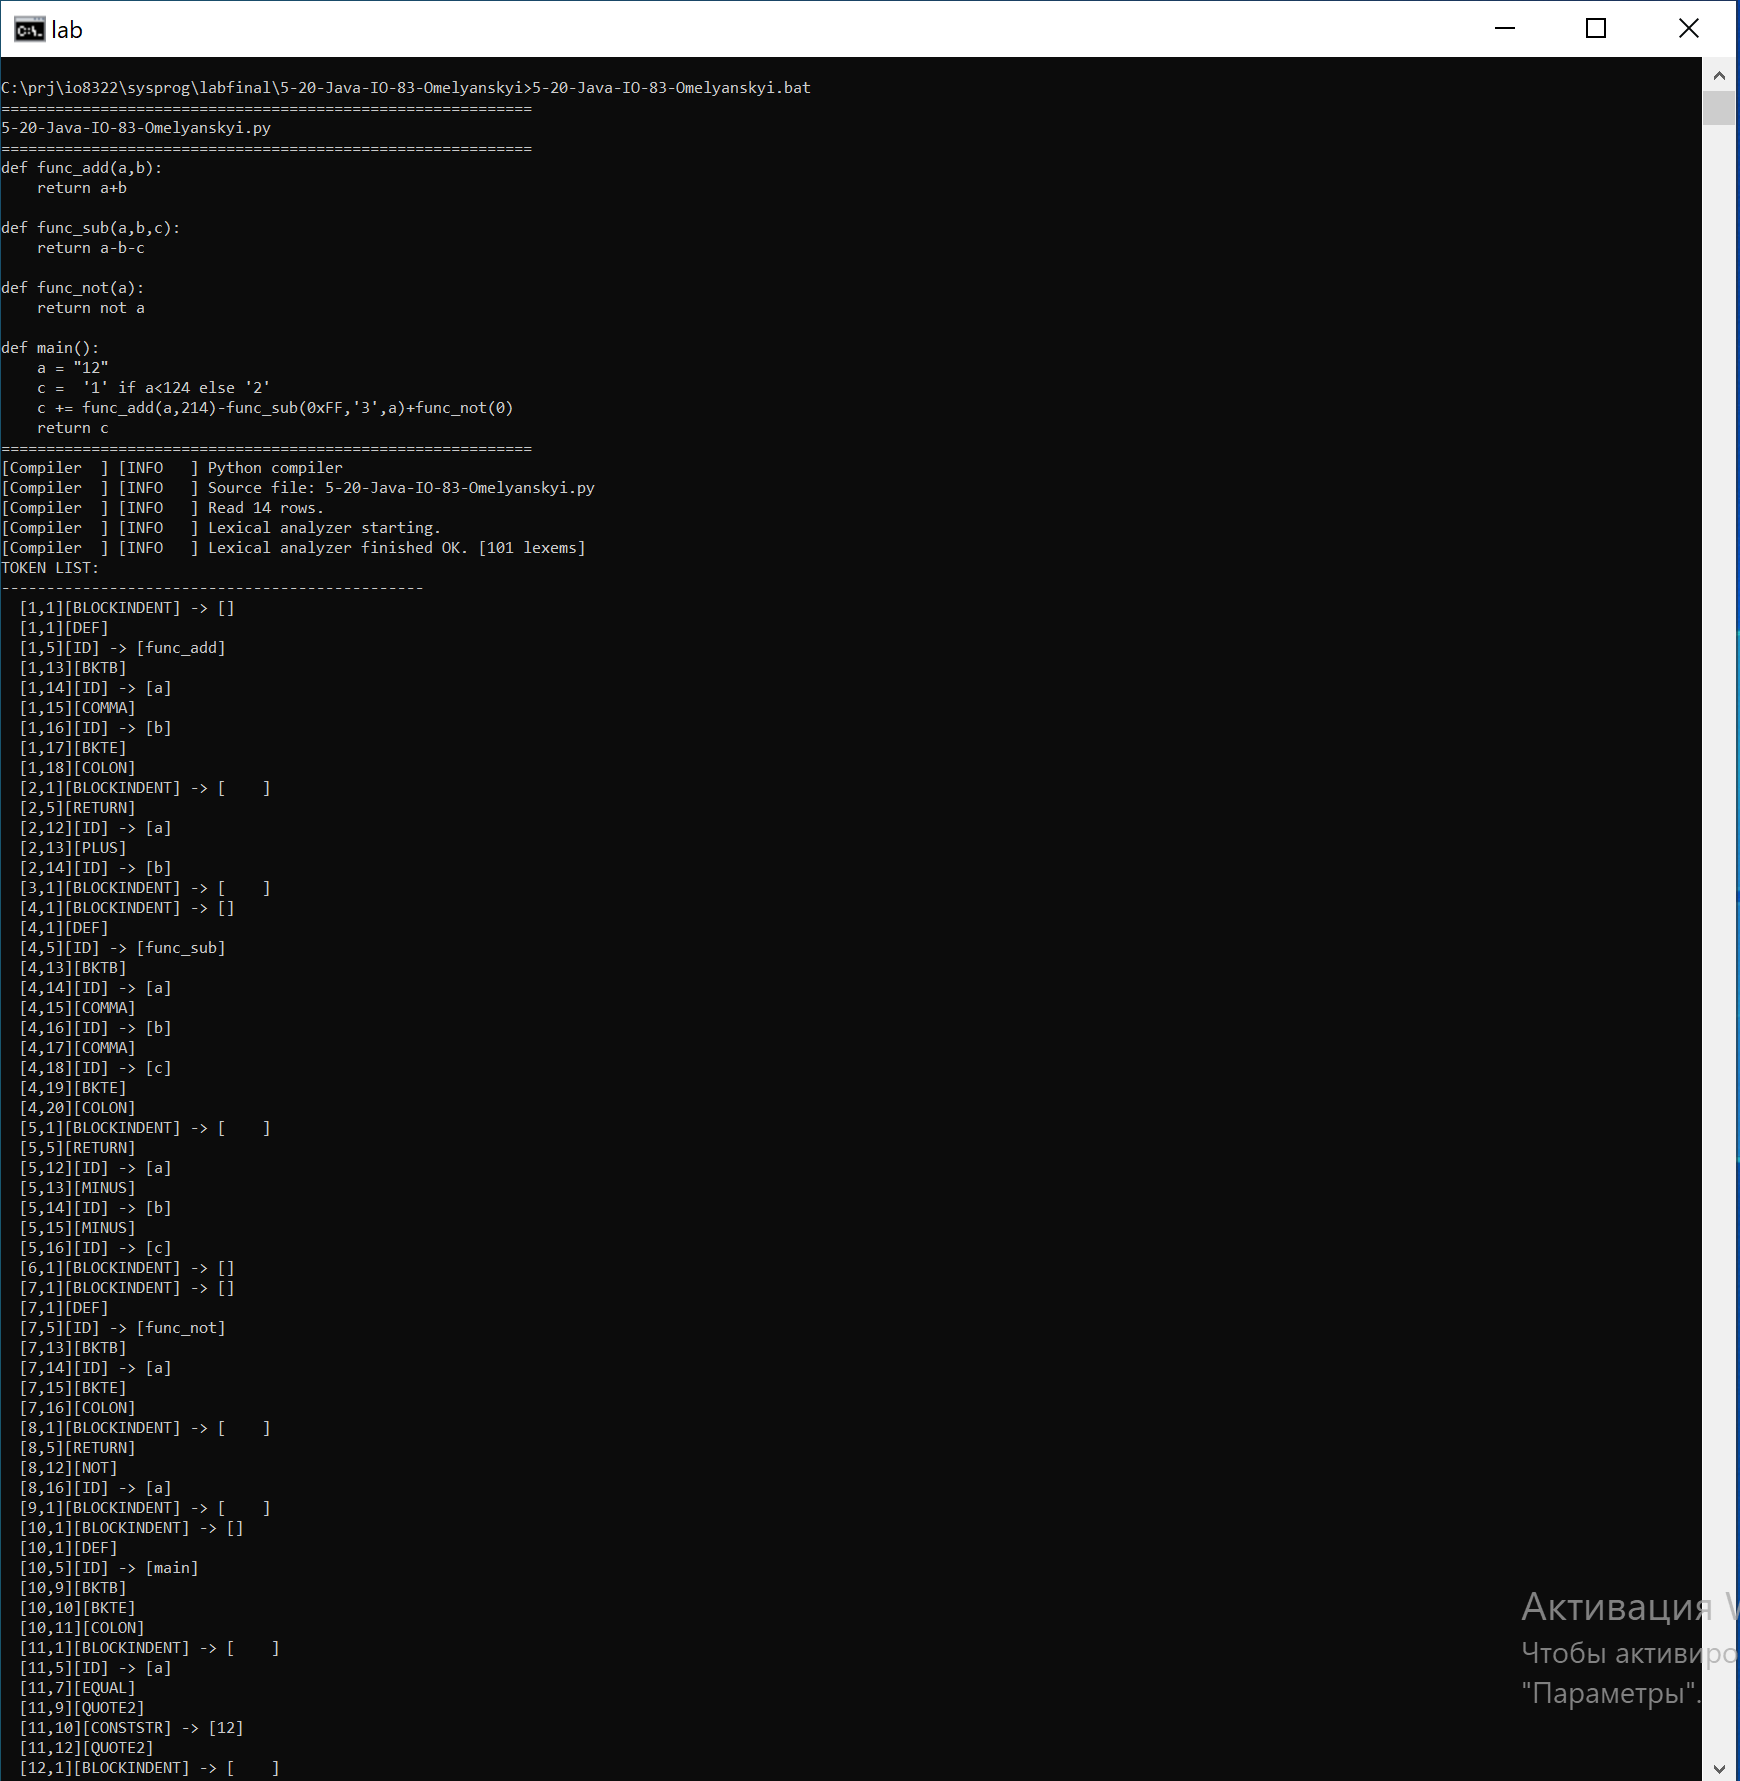 lab
C:\prj\io8322\sysprog\labfinal\5-20-Java-IO-83-Omelyanskyi>5-20-Java-IO-83-Omelyanskyi.bat
===========================================================
5-20-Java-IO-83-Omelyanskyi.py
===========================================================
def func_add(a,b):
    return a+b
def func_sub(a,b,c):
    return a-b-c
def func_not(a):
    return not a
def main():
    a = "12"
    c =  '1' if a<124 else '2'
    c += func_add(a,214)-func_sub(0xFF,'3',a)+func_not(0)
    return c
===========================================================
[Compiler  ] [INFO   ] Python compiler
[Compiler  ] [INFO   ] Source file: 5-20-Java-IO-83-Omelyanskyi.py
[Compiler  ] [INFO   ] Read 14 rows.
[Compiler  ] [INFO   ] Lexical analyzer starting.
[Compiler  ] [INFO   ] Lexical analyzer finished OK. [101 lexems]
TOKEN LIST:
-----------------------------------------------
  [1,1][BLOCKINDENT] -> []
  [1,1][DEF]
  [1,5][ID] -> [func_add]
  [1,13][BKTB]
  [1,14][ID] -> [a]
  [1,15][COMMA]
  [1,16][ID] -> [b]
  [1,17][BKTE]
  [1,18][COLON]
  [2,1][BLOCKINDENT] -> [    ]
  [2,5][RETURN]
  [2,12][ID] -> [a]
  [2,13][PLUS]
  [2,14][ID] -> [b]
  [3,1][BLOCKINDENT] -> [    ]
  [4,1][BLOCKINDENT] -> []
  [4,1][DEF]
  [4,5][ID] -> [func_sub]
  [4,13][BKTB]
  [4,14][ID] -> [a]
  [4,15][COMMA]
  [4,16][ID] -> [b]
  [4,17][COMMA]
  [4,18][ID] -> [c]
  [4,19][BKTE]
  [4,20][COLON]
  [5,1][BLOCKINDENT] -> [    ]
  [5,5][RETURN]
  [5,12][ID] -> [a]
  [5,13][MINUS]
  [5,14][ID] -> [b]
  [5,15][MINUS]
  [5,16][ID] -> [c]
  [6,1][BLOCKINDENT] -> []
  [7,1][BLOCKINDENT] -> []
  [7,1][DEF]
  [7,5][ID] -> [func_not]
  [7,13][BKTB]
  [7,14][ID] -> [a]
  [7,15][BKTE]
  [7,16][COLON]
  [8,1][BLOCKINDENT] -> [    ]
  [8,5][RETURN]
  [8,12][NOT]
  [8,16][ID] -> [a]
  [9,1][BLOCKINDENT] -> [    ]
  [10,1][BLOCKINDENT] -> []
  [10,1][DEF]
  [10,5][ID] -> [main]
  [10,9][BKTB]
  [10,10][BKTE]
  [10,11][COLON]
  [11,1][BLOCKINDENT] -> [    ]
  [11,5][ID] -> [a]
  [11,7][EQUAL]
  [11,9][QUOTE2]
  [11,10][CONSTSTR] -> [12]
  [11,12][QUOTE2]
  [12,1][BLOCKINDENT] -> [    ]
Активация
Чтобы
"Параметры".